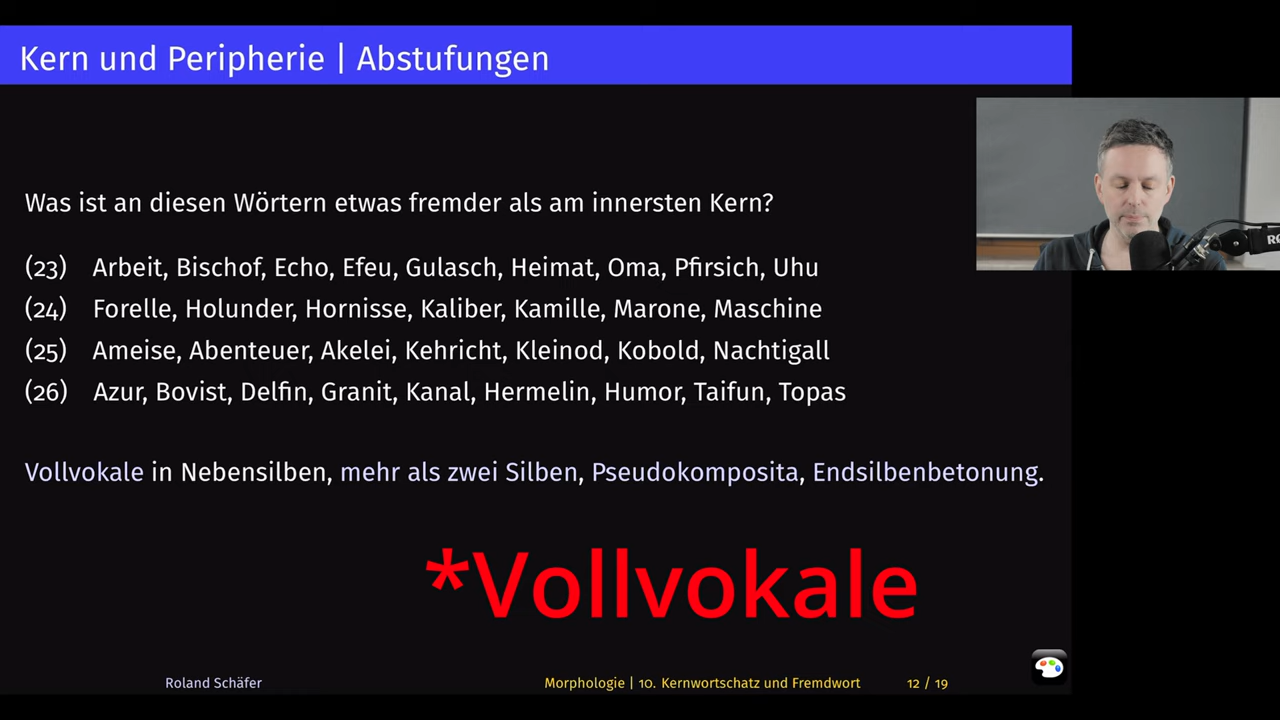 Kern und Peripherie | Abstufungen
Was ist an diesen Wörtern etwas fremder als am innersten Kern?
(23) Arbeit, Bischof, Echo, Efeu, Gulasch, Heimat, Oma, Pfirsich, Uhu
(24) Forelle, Holunder, Hornisse, Kaliber, Kamille, Marone, Maschine
(25) Ameise, Abenteuer, Akelei, Kehricht, Kleinod, Kobold, Nachtigall
(26) Azur, Bovist, Delfin, Granit, Kanal, Hermelin, Humor, Taifun, Topas
Vollvokale in Nebensilben, mehr als zwei Silben, Pseudokomposita, Endsilbenbetonung.
*Vollvokale
Roland Schäfer
Morphologie | 10. Kernwortschatz und Fremdwort
12 / 19